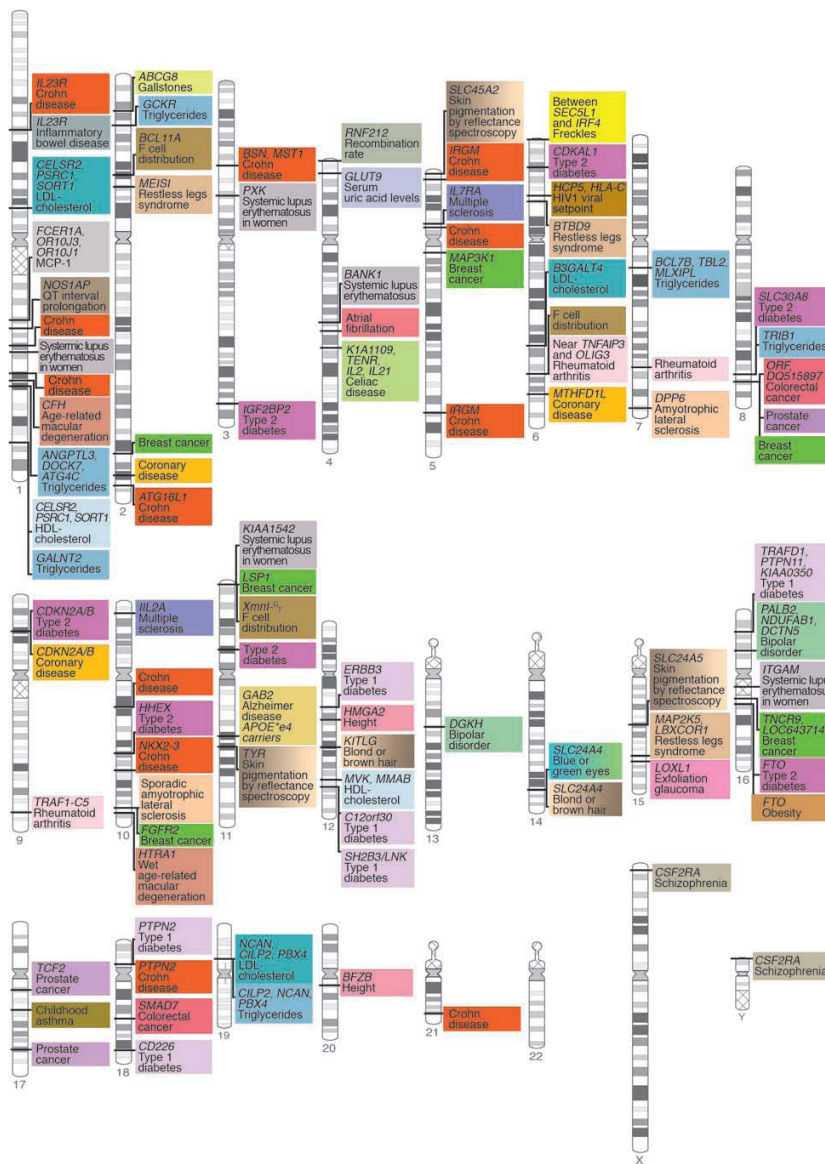 IL23R
Crohn
disease
IL23R
Inflammatory
bowel disease
CELSR2,
PSRC1,
SORT1
LDL-
cholesterol
FCER1A,
OR10J3,
OR10J1
MCP-1
NOS1AP
QT interval
prolongation
Crohn
disease
Systermic lupus
erythematosus
in women
Crohn
disease
CFH
Age-related
macular
degeneration
ANGPTL3,
DOCK7,
ATG4C
Triglycerides
CELSR2,
PSRC1, SORT1
HDL-
cholesterol
GALNT2
Triglycerides
1
ABCG8
Gallstones
GCKR
Triglycerides
BCL11A
F cell
distribution
MEISI
Restless legs
syndrome
Breast cancer
Coronary
disease
ATG16L1
Crohn
disease
2
BSN, MST1
Crohn
disease
PXK
Systemic lupus
erythematosus
in women
IGF2BP2
Type 2
diabetes
3
RNF212
Recombination
rate
GLUT9
Serum
uric acid levels
BANK1
Systemic lupus
erythematosus
Atrial
fibrillation
K1A1109,
TENR,
IL2, IL21
Celiac
disease
4
SLC45A2
Skin
pigmentation
by reflectance
spectroscopy
IRGM
Crohn
disease
IL7RA
Multiple
sclerosis
Crohn
disease
MAP3K1
Breast
cancer
IRGM
Crohn
disease
5
Between
SEC5L1
and IRF4
Freckles
CDKAL1
Type 2
diabetes
HCP5, HLA-C
HIV1 viral
setpoint
BTBD9
Restless legs
syndrome
B3GALT4
LDL-
cholesterol
F cell
distribution
Near TNFAIP3
and OLIG3
Rheumatoid
arthritis
MTHFD1L
Coronary
disease
6
BCL7B, TBL2,
MLXIPL
Triglycerides
Rheumatoid
arthritis
DPP6
Amyotrophic
lateral
sclerosis
7
SLC30A8
Type 2
diabetes
TRIB1
Triglycerides
ORF,
DQ515897
Colorectal
cancer
Prostate
cancer
Breast
cancer
8
CDKN2A/B
Type 2
diabetes
CDKN2A/B
Coronary
disease
TRAF1-C5
Rheumatoid
arthritis
9
IIL2A
Multiple
sclerosis
Crohn
disease
HHEX
Type 2
diabetes
NKX2-3
Crohn
disease
Sporadic
amyotrophic
lateral
sclerosis
FGFR2
Breast cancer
HTRA1
Wet
age-related
macular
degeneration
10
KIAA1542
Systemic lupus
erythematosus
in women
LSP1
Breast cancer
XmnI-GT
F cell
distribution
Type 2
diabetes
GAB2
Alzheimer
disease
APOE*e4
carriers
TYR
Skin
pigmentation
by reflectance
spectroscopy
11
ERBB3
Type 1
diabetes
HMGA2
Height
KITLG
Blond or
brown hair
MVK, MMAB
HDL-
cholesterol
C12orf30
Type 1
diabetes
SH2B3/LNK
Type 1
diabetes
12
DGKH
Bipolar
disorder
13
SLC24A4
Blue or
green eyes
SLC24A4
Blond or
brown hair
14
SLC24A5
Skin
pigmentation
by reflectance
spectroscopy
MAP2K5,
LBXCOR1
Restless legs
syndrome
LOXL1
Exfoliation
glaucoma
15
TRAFD1,
PTPN11,
KIAA0350
Type 1
diabetes
PALB2,
NDUFAB1,
DCTN5
Bipolar
disorder
ITGAM
Systemic lupus
erythematosus
in women
TNCR9,
LOC643714
Breast
cancer
FTO
Type 2
diabetes
FTO
Obesity
16
TCF2
Prostate
cancer
Childhood
asthma
Prostate
cancer
17
PTPN2
Type 1
diabetes
PTPN2
Crohn
disease
SMAD7
Colorectal
cancer
CD226
Type 1
diabetes
18
NCAN,
CILP2, PBX4
LDL-
cholesterol
CILP2, NCAN,
PBX4
Triglycerides
19
BFZB
Height
20
Crohn
disease
21
22
CSF2RA
Schizophrenia
X
CSF2RA
Schizophrenia
Y